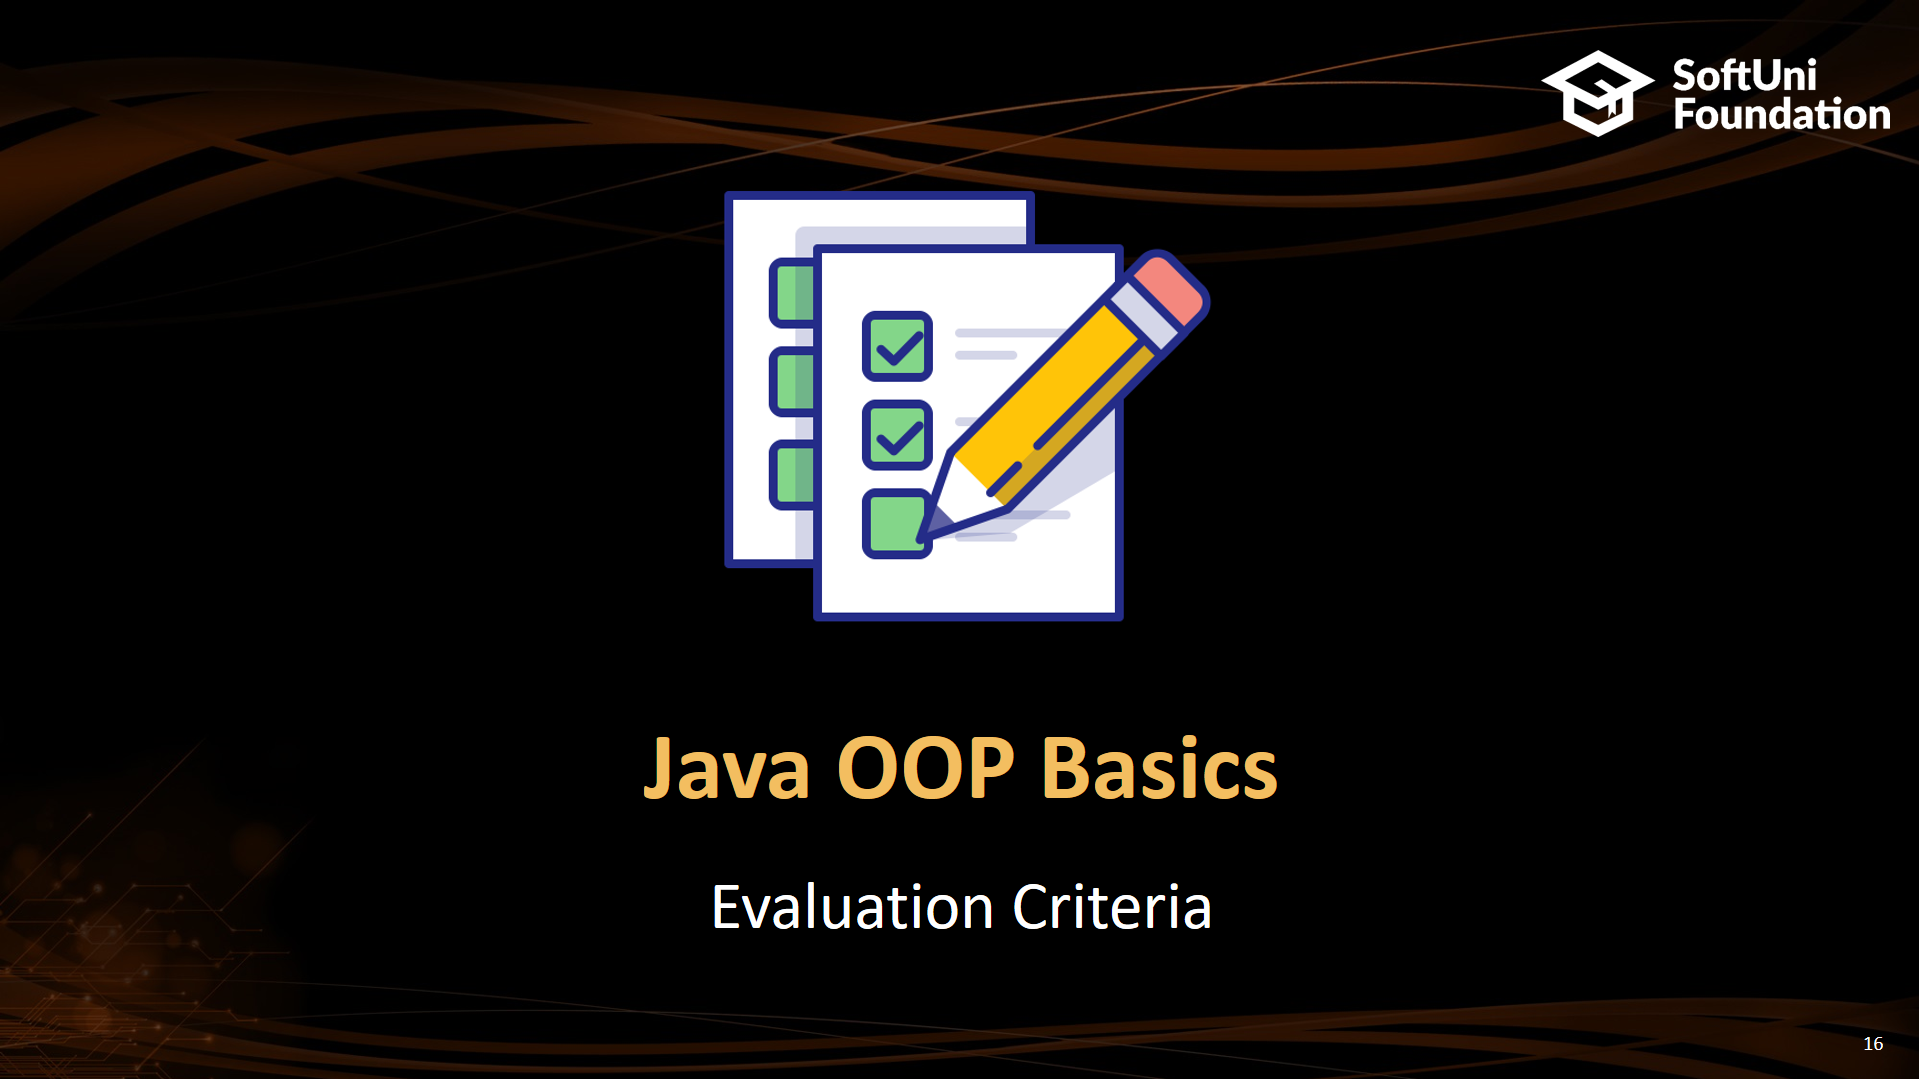 SoftUni
Foundation
Java OOP Basics
Evaluation Criteria
16